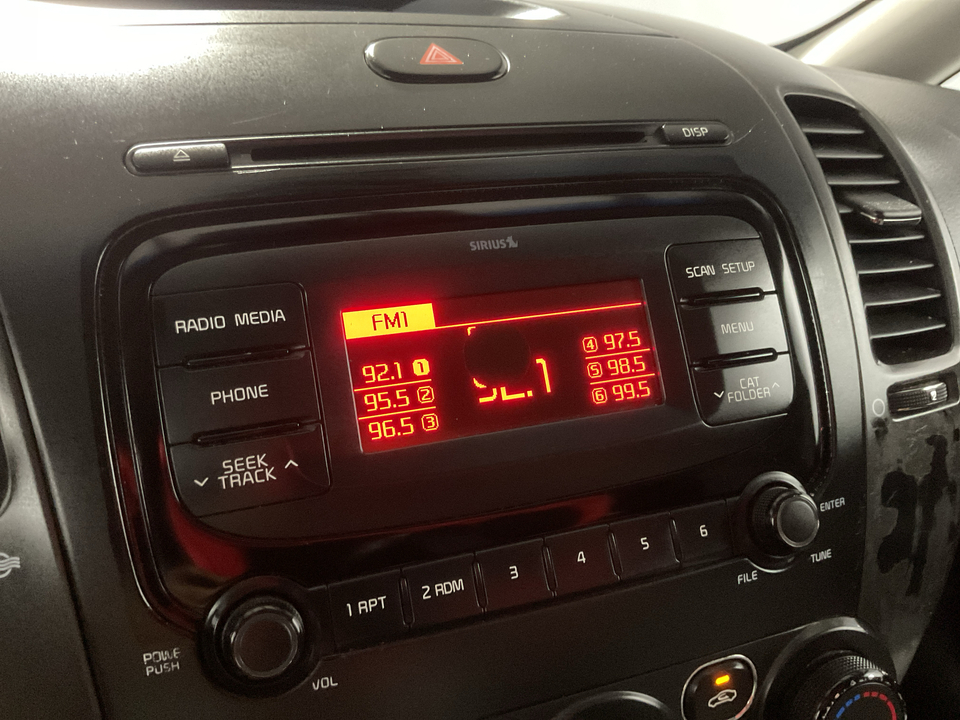 DISP
SIRIUS
RADIO MEDIA
PHONE
SEEK
TRACK
FM1
92.1 1
95.5 2
96.5 3
4 97.5
5 98.5
6 99.5
SCAN SETUP
MENU
CAT
FOLDER
1 RPT
2 RDM
3
4
5
6
ENTER
TUNE
FILE
PUSH
VOL